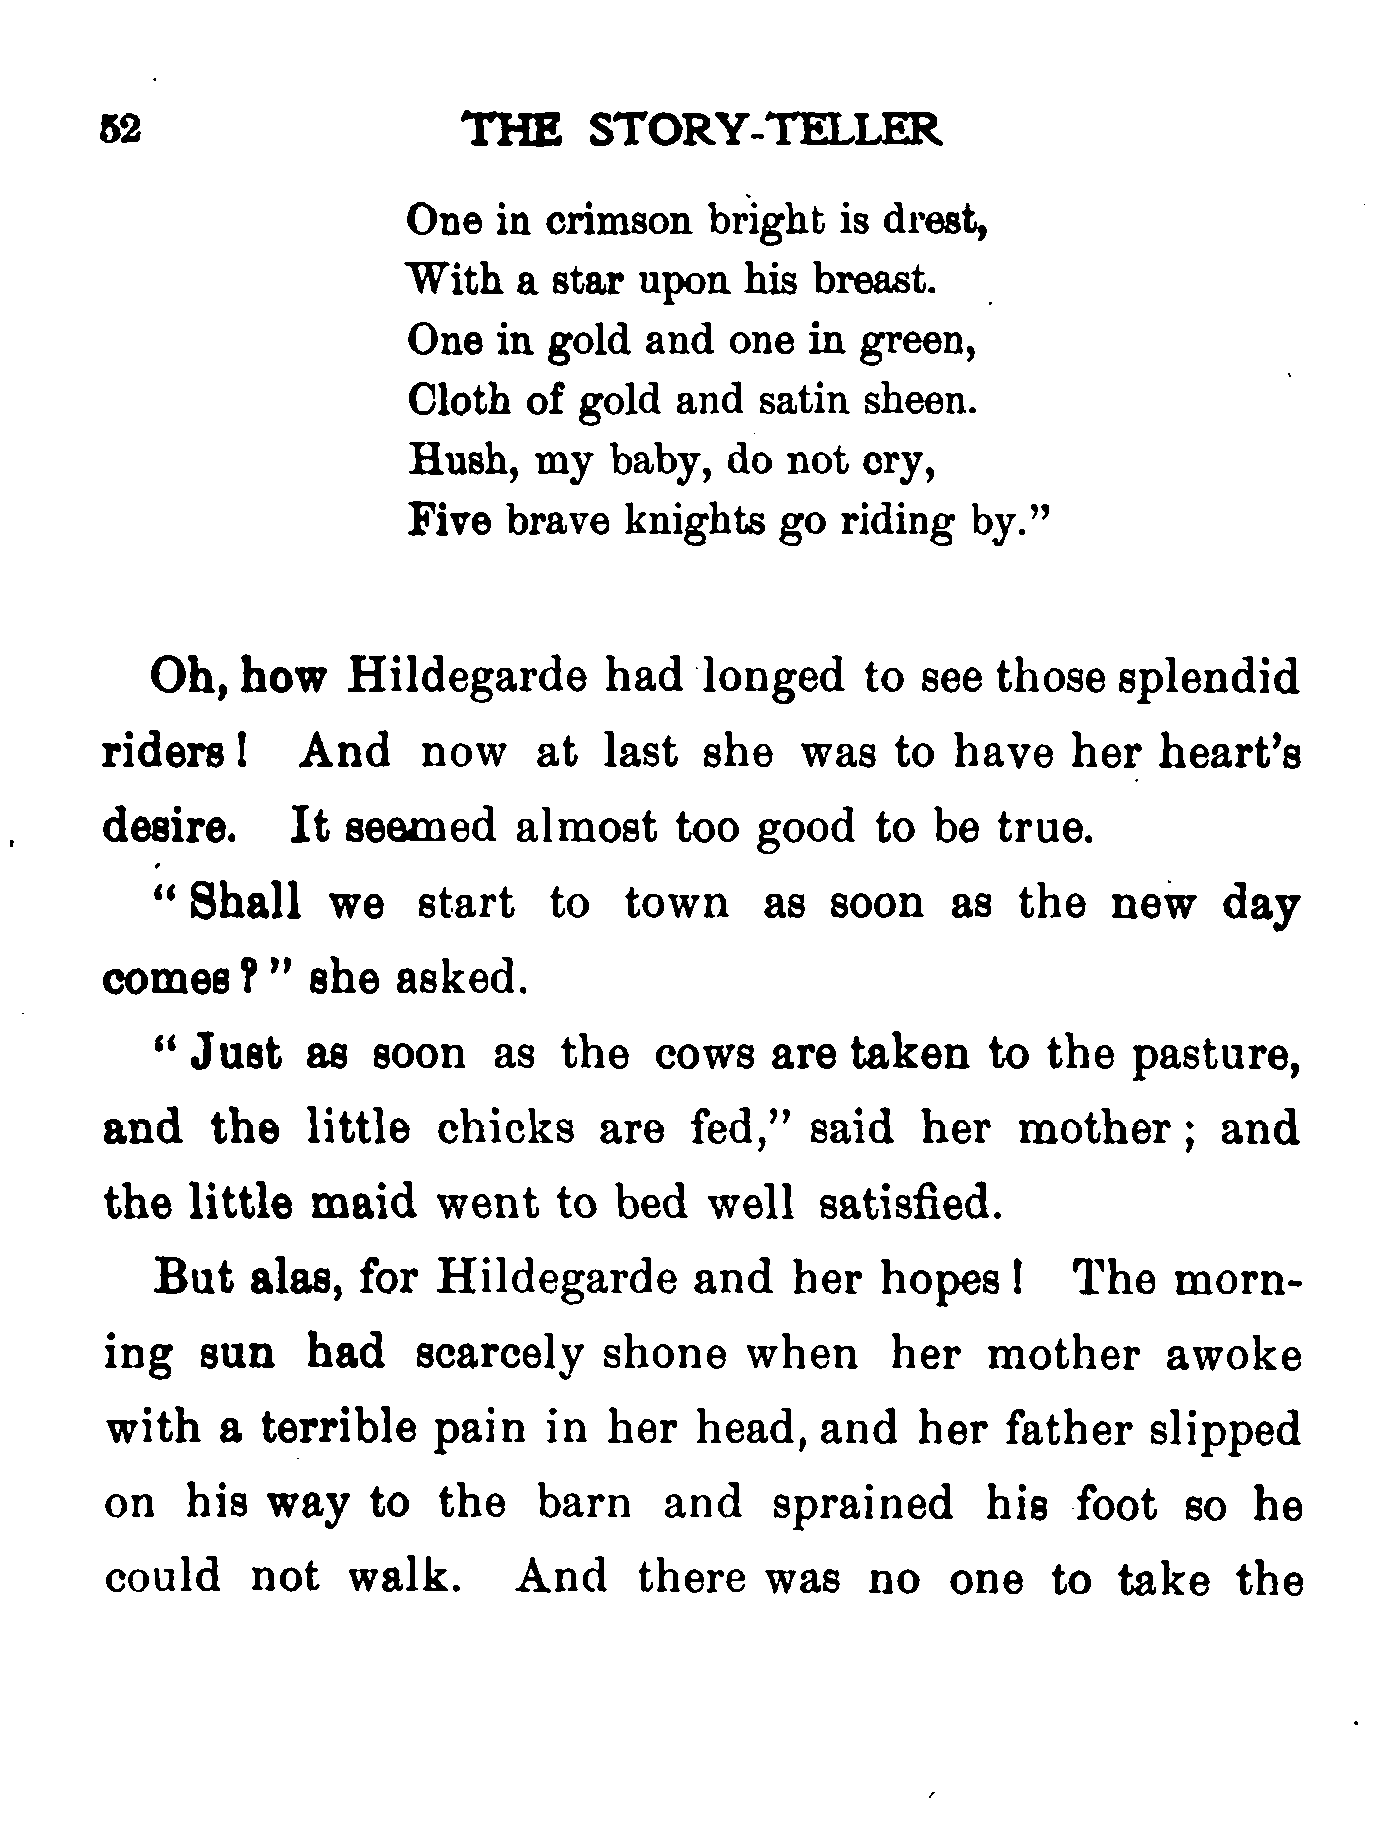 52 THE STORY-TELLER
One in crimson bright is drest,
With a star upon his breast.
One in gold and one in green,
Cloth of gold and satin sheen.
Hush, my baby, do not cry,
Five brave knights go riding by.”
Oh, how Hildegarde had longed to see those splendid
riders! And now at last she was to have her heart’s
desire. It seemed almost too good to be true.
“Shall we start to town as soon as the new day
comes?” she asked.
“Just as soon as the cows are taken to the pasture,
and the little chicks are fed,” said her mother; and
the little maid went to bed well satisfied.
But alas, for Hildegarde and her hopes! The morn-
ing sun had scarcely shone when her mother awoke
with a terrible pain in her head, and her father slipped
on his way to the barn and sprained his foot so he
could not walk. And there was no one to take the